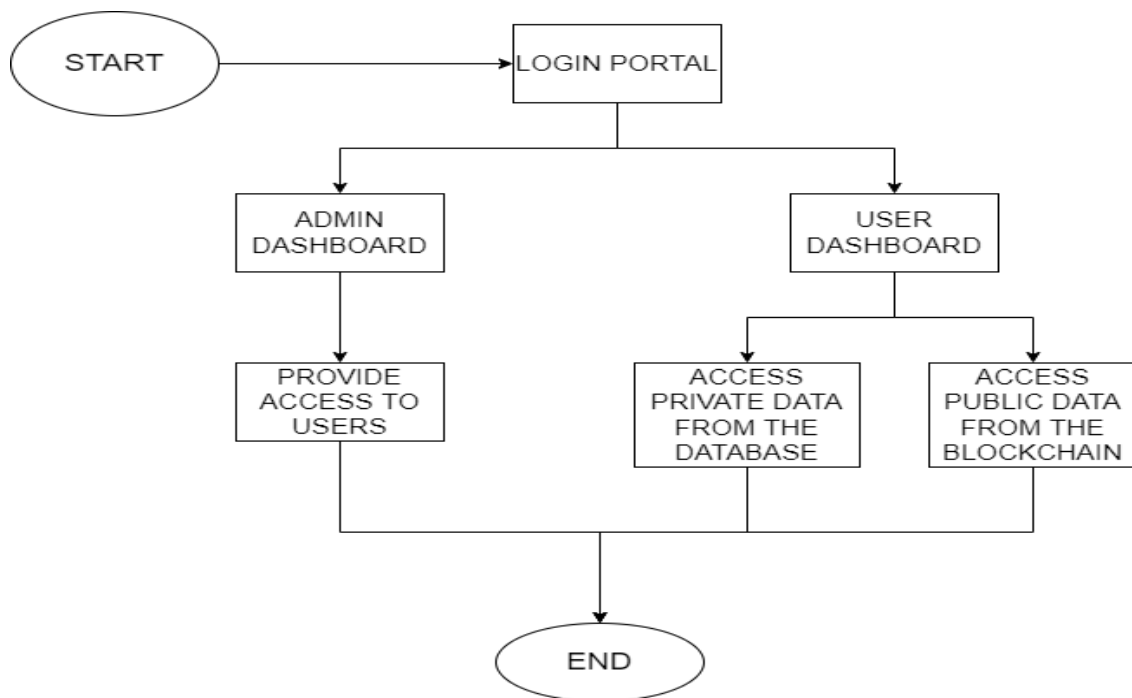 START
LOGIN PORTAL
ADMIN
DASHBOARD
USER
DASHBOARD
PROVIDE
ACCESS TO
USERS
ACCESS
PRIVATE DATA
FROM THE
DATABASE
ACCESS
PUBLIC DATA
FROM THE
BLOCKCHAIN
END